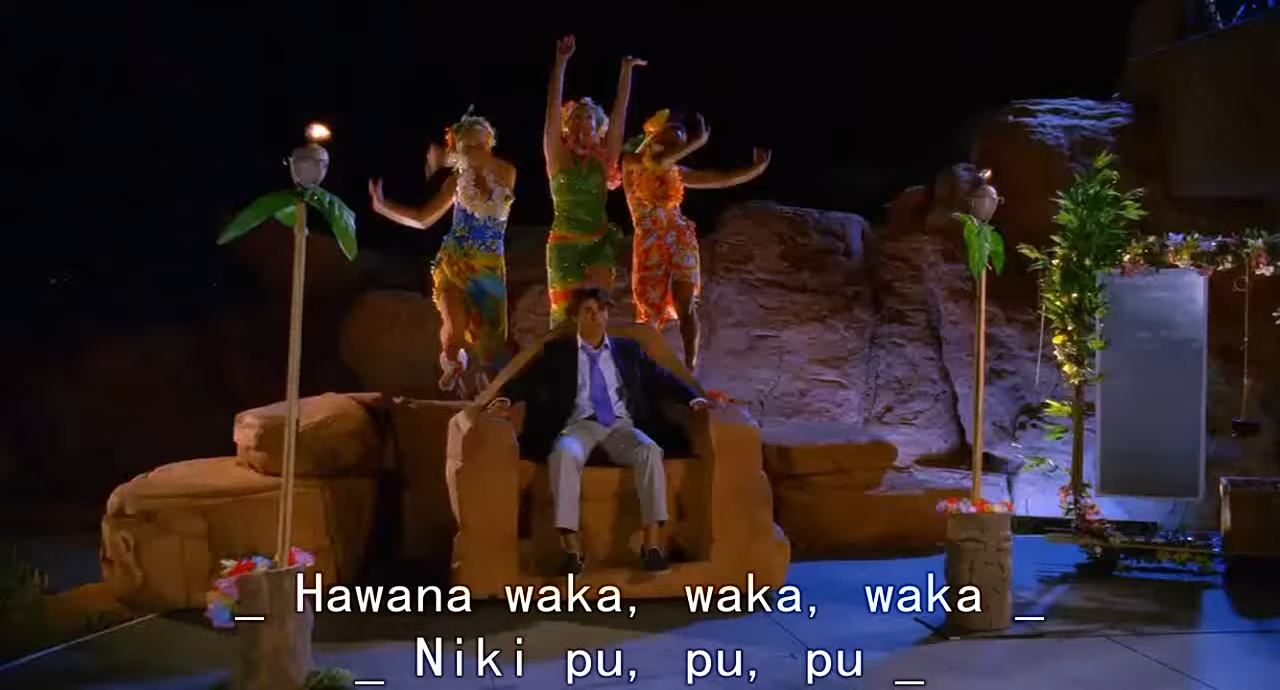 _ Hawana waka, waka, waka _
_ Niki pu, pu, pu _